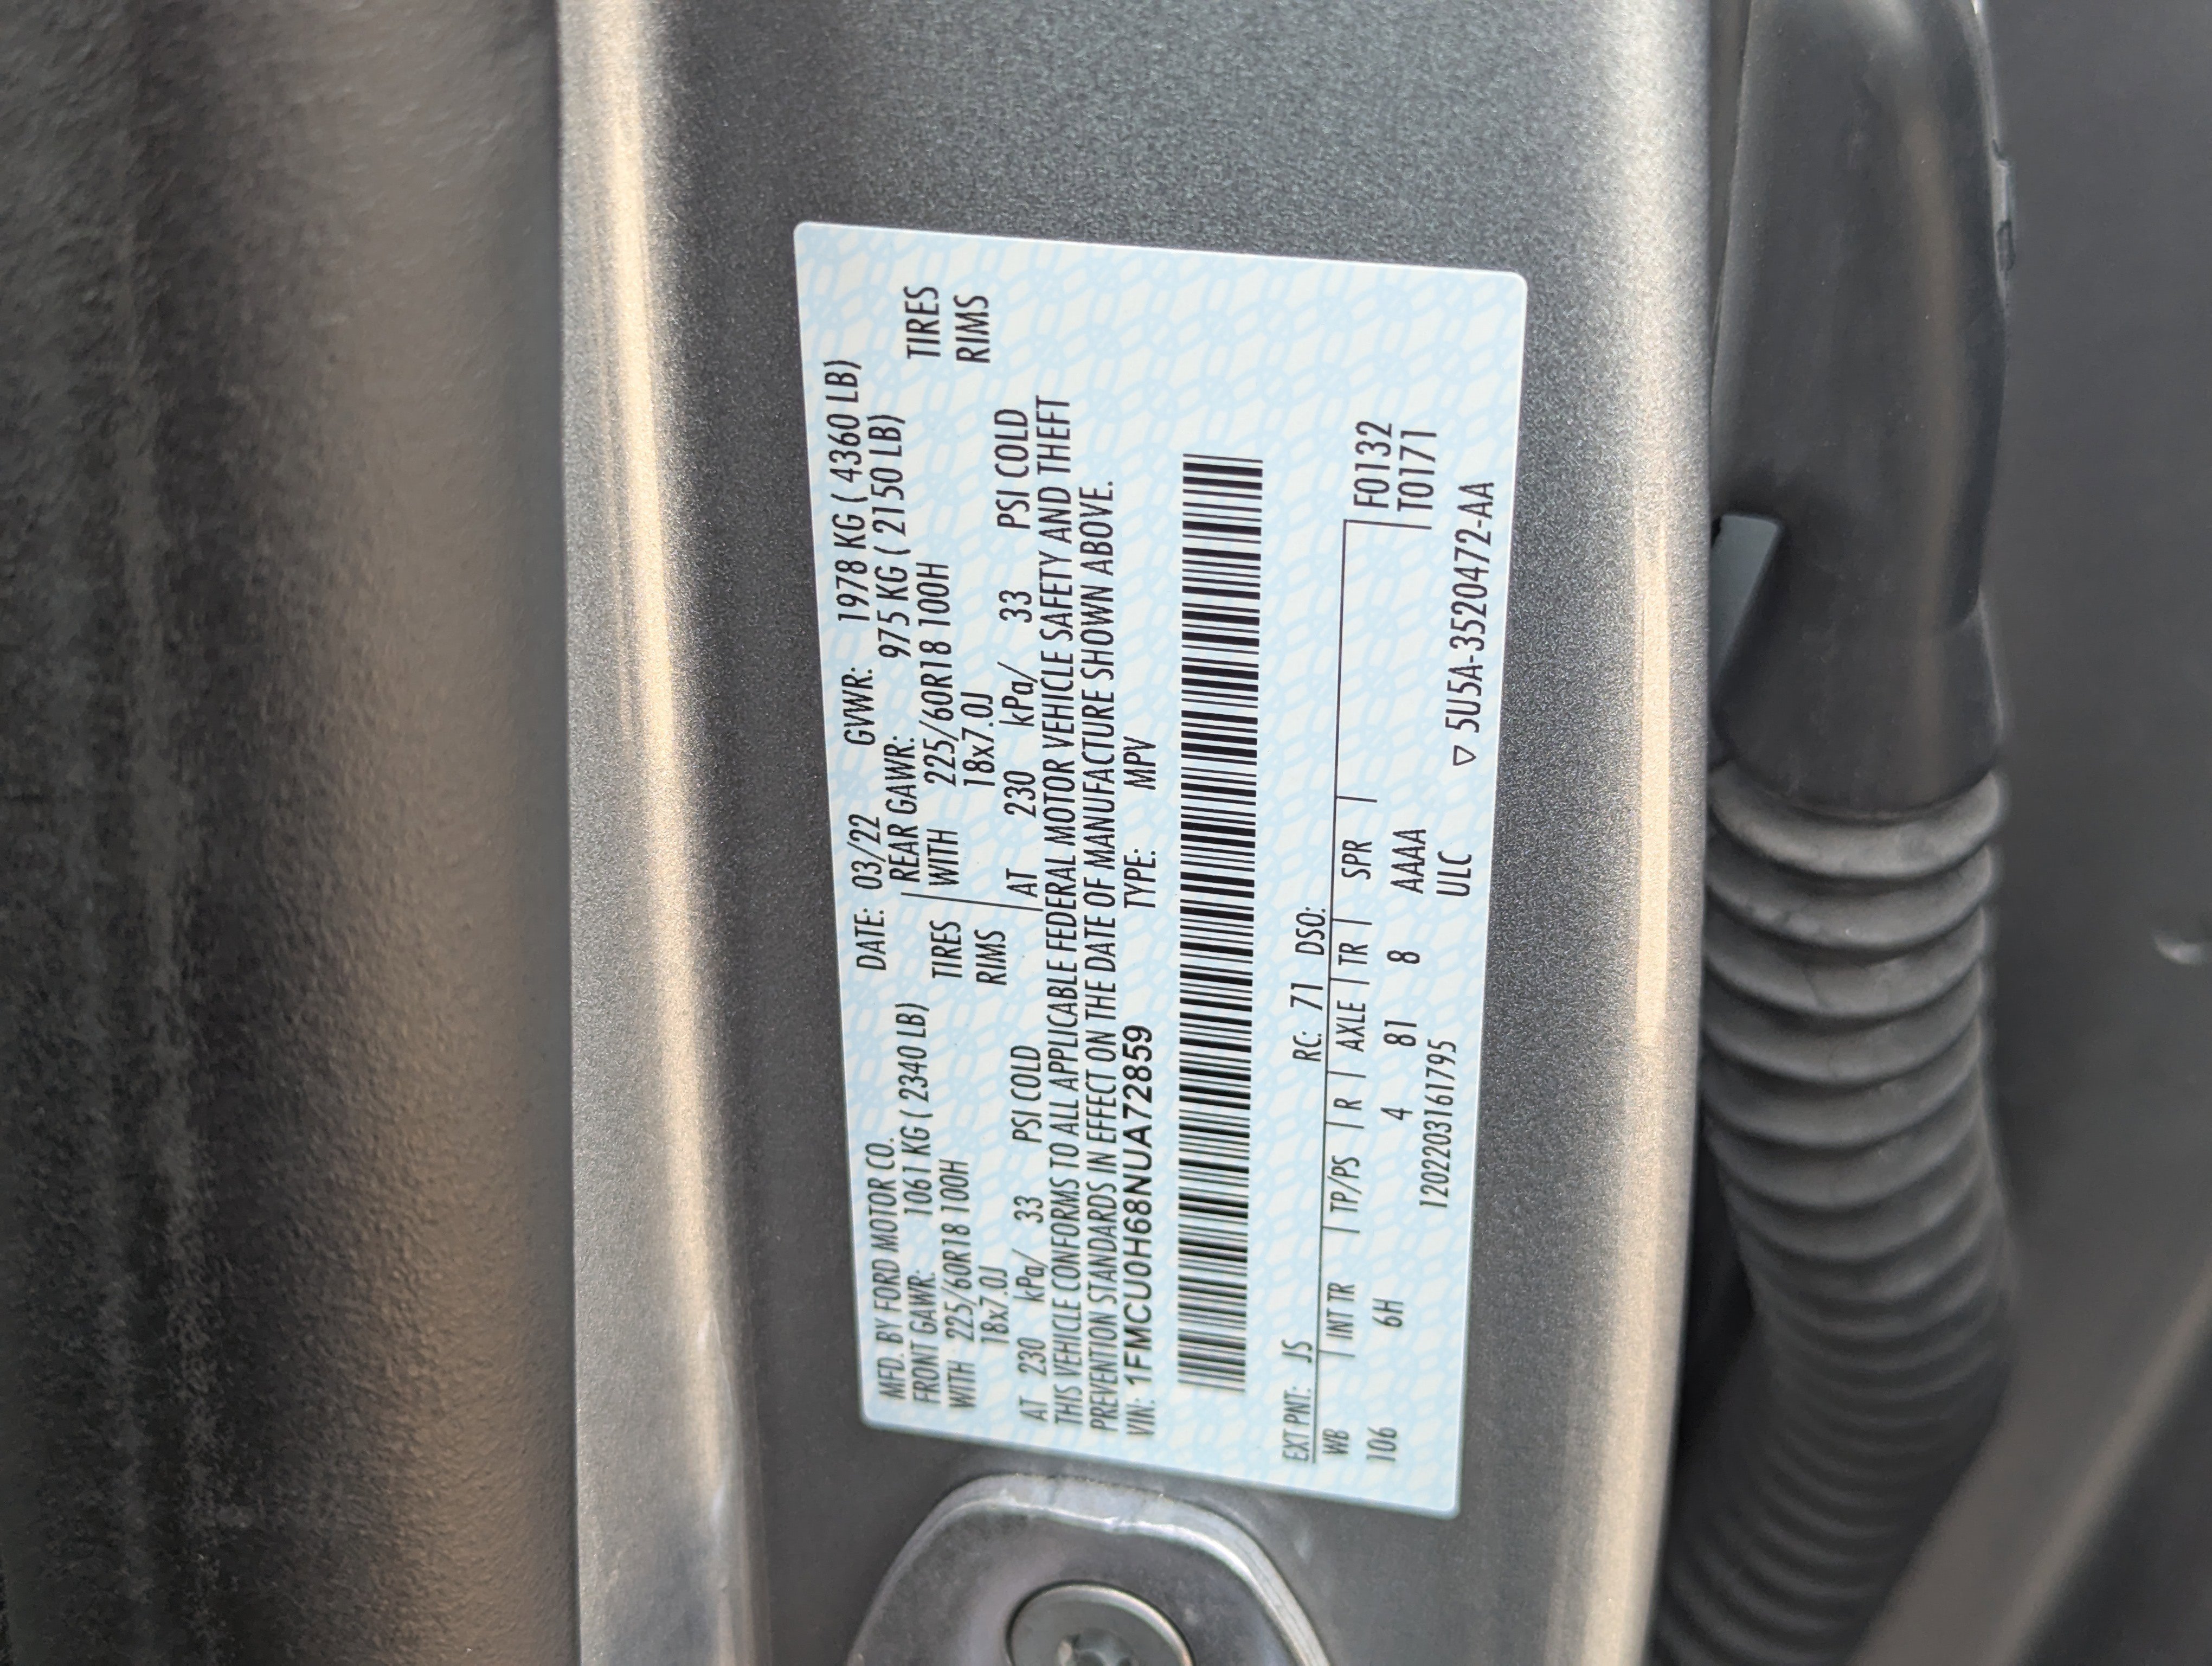 MFD. BY FORD MOTOR CO. DATE: 03/22 GVWR: 1978 KG ( 4360 LB)
FRONT GAWR: 1061 KG ( 2340 LB) REAR GAWR: 975 KG ( 2150 LB)
WITH 225/60R18 100H TIRES WITH 225/60R18 100H TIRES
18x7.0J RIMS 18x7.0J RIMS
AT 230 kPa/ 33 PSI COLD AT 230 kPa/ 33 PSI COLD
THIS VEHICLE CONFORMS TO ALL APPLICABLE FEDERAL MOTOR VEHICLE SAFETY AND THEFT
PREVENTION STANDARDS IN EFFECT ON THE DATE OF MANUFACTURE SHOWN ABOVE.
VIN: 1FMCU0H68NUA72859 TYPE: MPV
EXT PNT: JS RC: 71 DSO:
WB | INT TR | TP/PS | R | AXLE | TR | SPR | F0132
106 6H 4 81 8 AAAA T0171
1202203161795 ULC
▽ 5U5A-3520472-AA